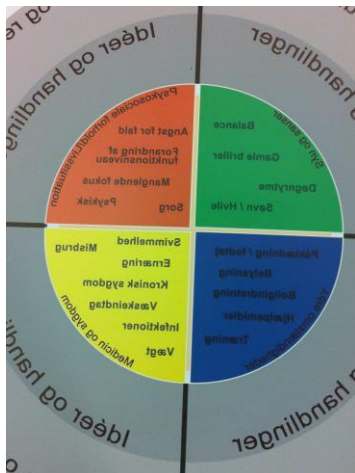 Idéer og handlinger
Psykosociale forhold/Livssituation
Angst for fald
Forandring af
funktionsniveau
Manglende fokus
Psykisk
Sorg
Idéer og handlinger
Syn og sanser
Balance
Gamle briller
Døgnrytme
Søvn / Hvile
Svimmelhed
Misbrug
Ernæring
Kronisk sygdom
Væskeindtag
Infektioner
Vægt
Medicin og sygdom
Idéer og handlinger
Påklædning / fodtøj
Belysning
Boligindretning
Hjælpemidler
Træning
Ydre omstændigheder
Idéer og handlinger